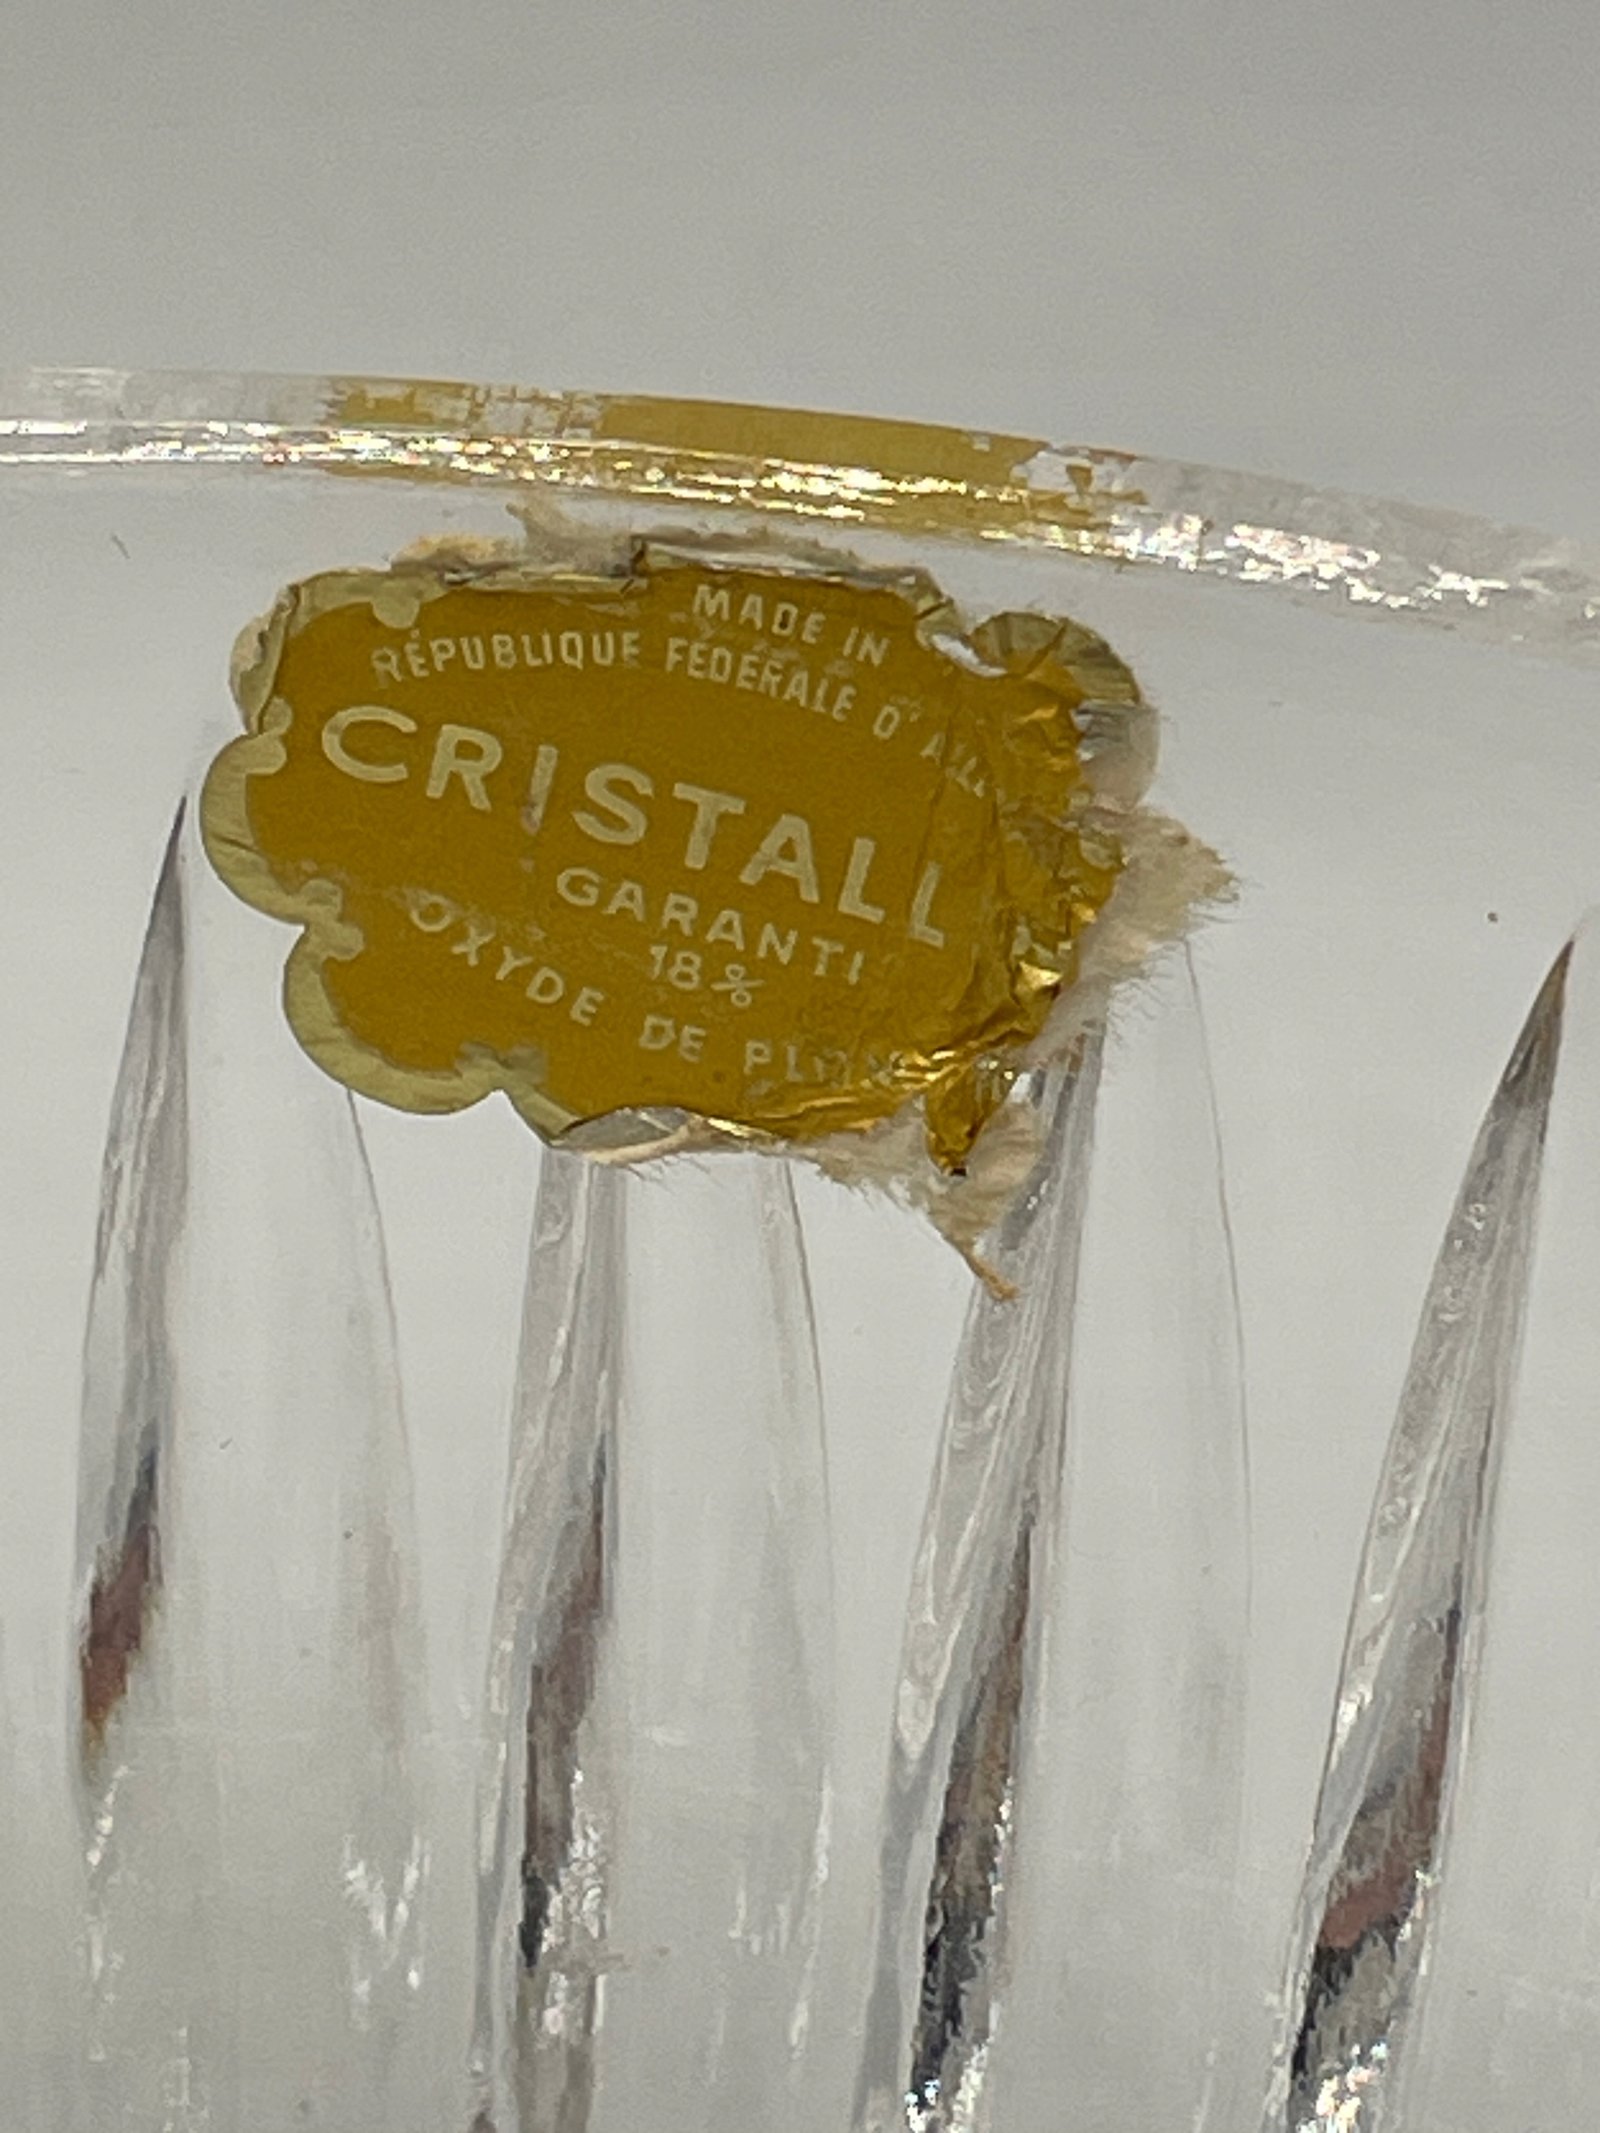 MADE IN
RÉPUBLIQUE FÉDÉRALE D'
CRISTALL
GARANTI
18%
OXYDE DE